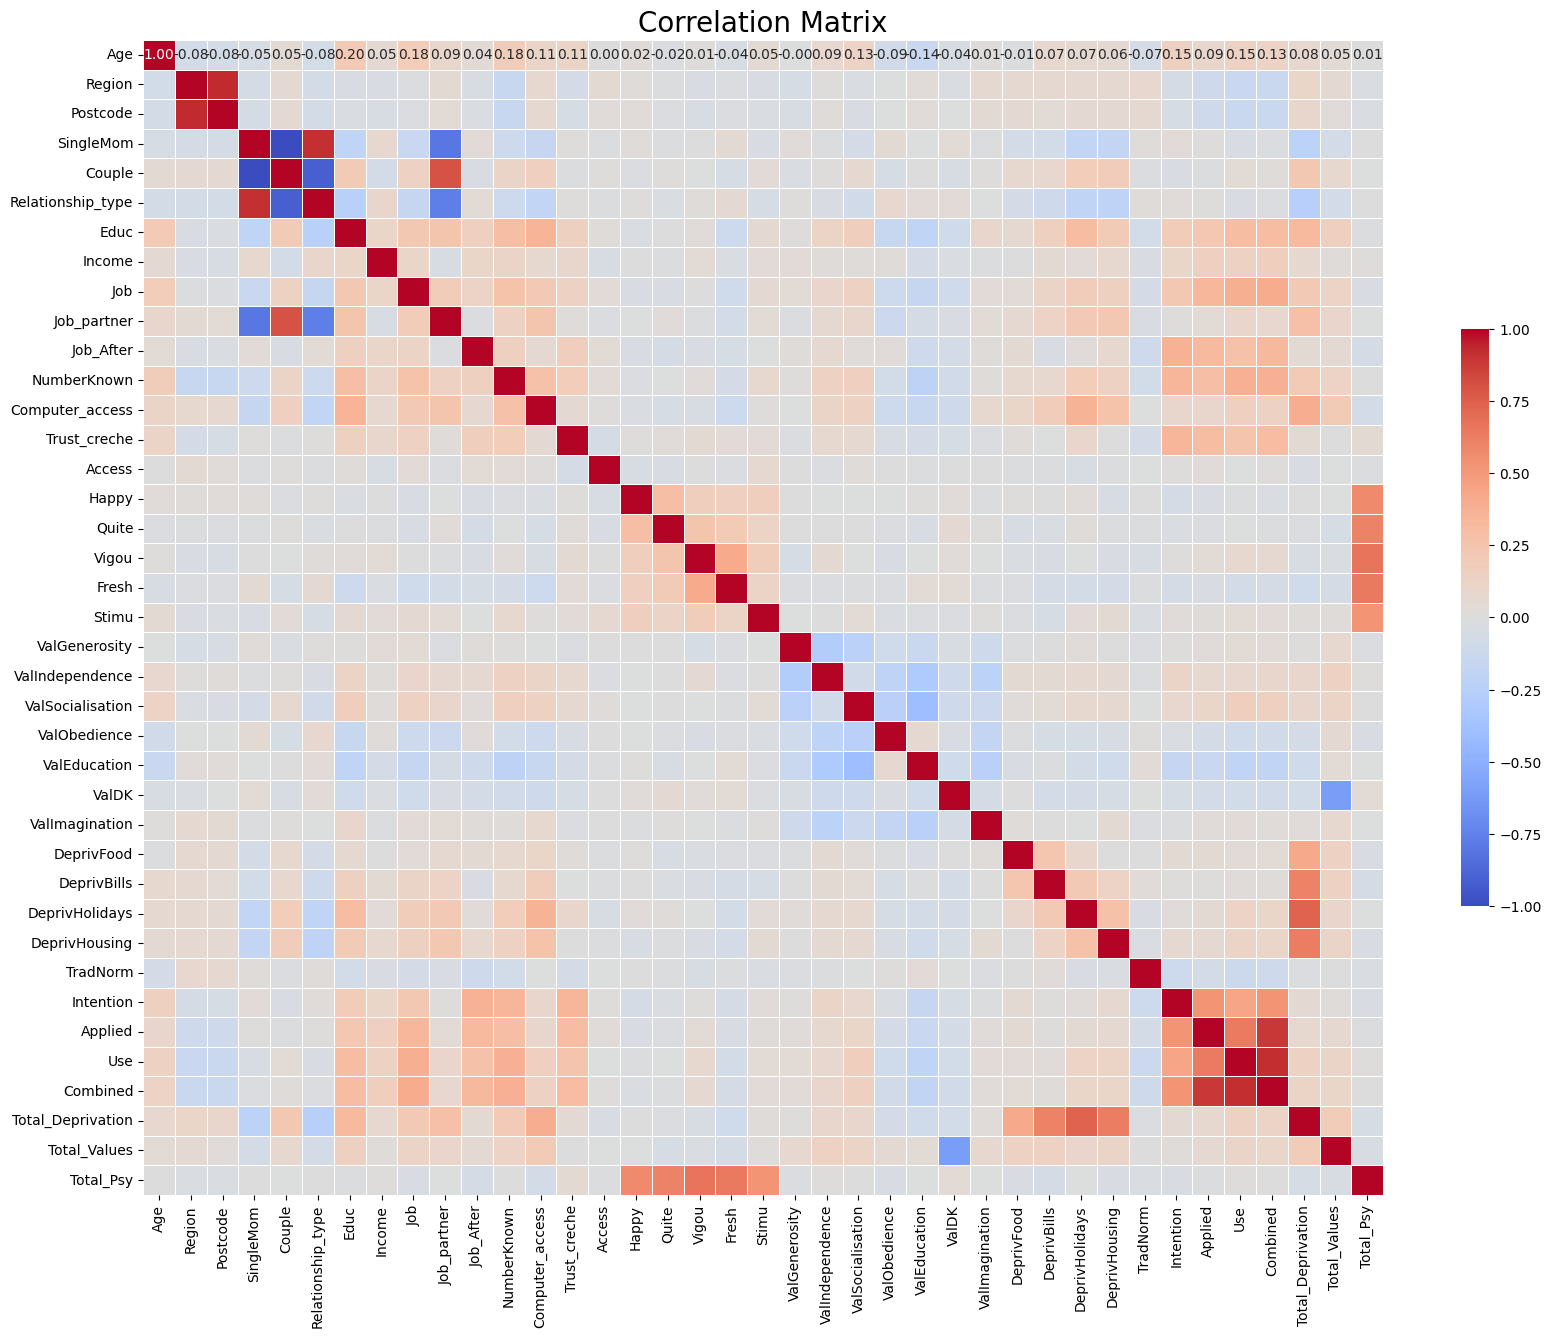 Correlation Matrix
Age 1.00 -0.08 -0.08 -0.05 0.05 -0.08 0.20 0.05 0.18 0.09 0.04 0.18 0.11 0.11 0.00 0.02 -0.02 0.01 -0.04 0.05 -0.00 0.09 0.13 -0.09 -0.14 -0.04 0.01 -0.01 0.07 0.07 0.06 -0.07 0.15 0.09 0.15 0.13 0.08 0.05 0.01
Region
Postcode
SingleMom
Couple
Relationship_type
Educ
Income
Job
Job_partner
Job_After
NumberKnown
Computer_access
Trust_creche
Access
Happy
Quite
Vigou
Fresh
Stimu
ValGenerosity
ValIndependence
ValSocialisation
ValObedience
ValEducation
ValDK
ValImagination
DeprivFood
DeprivBills
DeprivHolidays
DeprivHousing
TradNorm
Intention
Applied
Use
Combined
Total_Deprivation
Total_Values
Total_Psy
Age
Region
Postcode
SingleMom
Couple
Relationship_type
Educ
Income
Job
Job_partner
Job_After
NumberKnown
Computer_access
Trust_creche
Access
Happy
Quite
Vigou
Fresh
Stimu
ValGenerosity
ValIndependence
ValSocialisation
ValObedience
ValEducation
ValDK
ValImagination
DeprivFood
DeprivBills
DeprivHolidays
DeprivHousing
TradNorm
Intention
Applied
Use
Combined
Total_Deprivation
Total_Values
Total_Psy
1.00
0.75
0.50
0.25
0.00
−0.25
−0.50
−0.75
−1.00